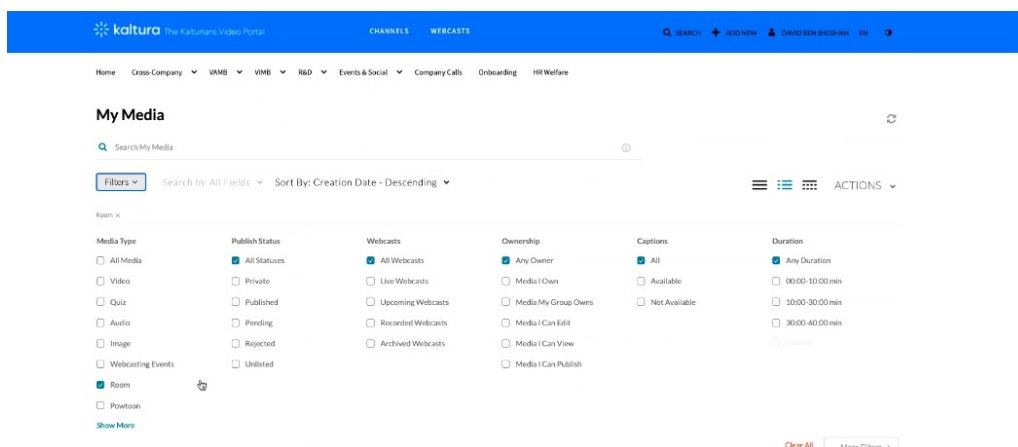 kaltura The Kalturians Video Portal CHANNELS WEBCASTS SEARCH ADD NEW DAVID BEN SHOSHAN EN
Home Cross-Company VAMB VIMB R&D Events & Social Company Calls Onboarding HR Welfare
My Media
Search My Media
Filters Search In: All Fields Sort By: Creation Date - Descending ACTIONS
Room ×
Media Type Publish Status Webcasts Ownership Captions Duration
All Media All Statuses All Webcasts Any Owner All Any Duration
Video Private Live Webcasts Media I Own Available 00:00-10:00 min
Quiz Published Upcoming Webcasts Media My Group Owns Not Available 10:00-30:00 min
Audio Pending Recorded Webcasts Media I Can Edit 30:00-60:00 min
Image Rejected Archived Webcasts Media I Can View Custom
Webcasting Events Unlisted Media I Can Publish
Room
Powtoon
Show More
Clear All More Filters